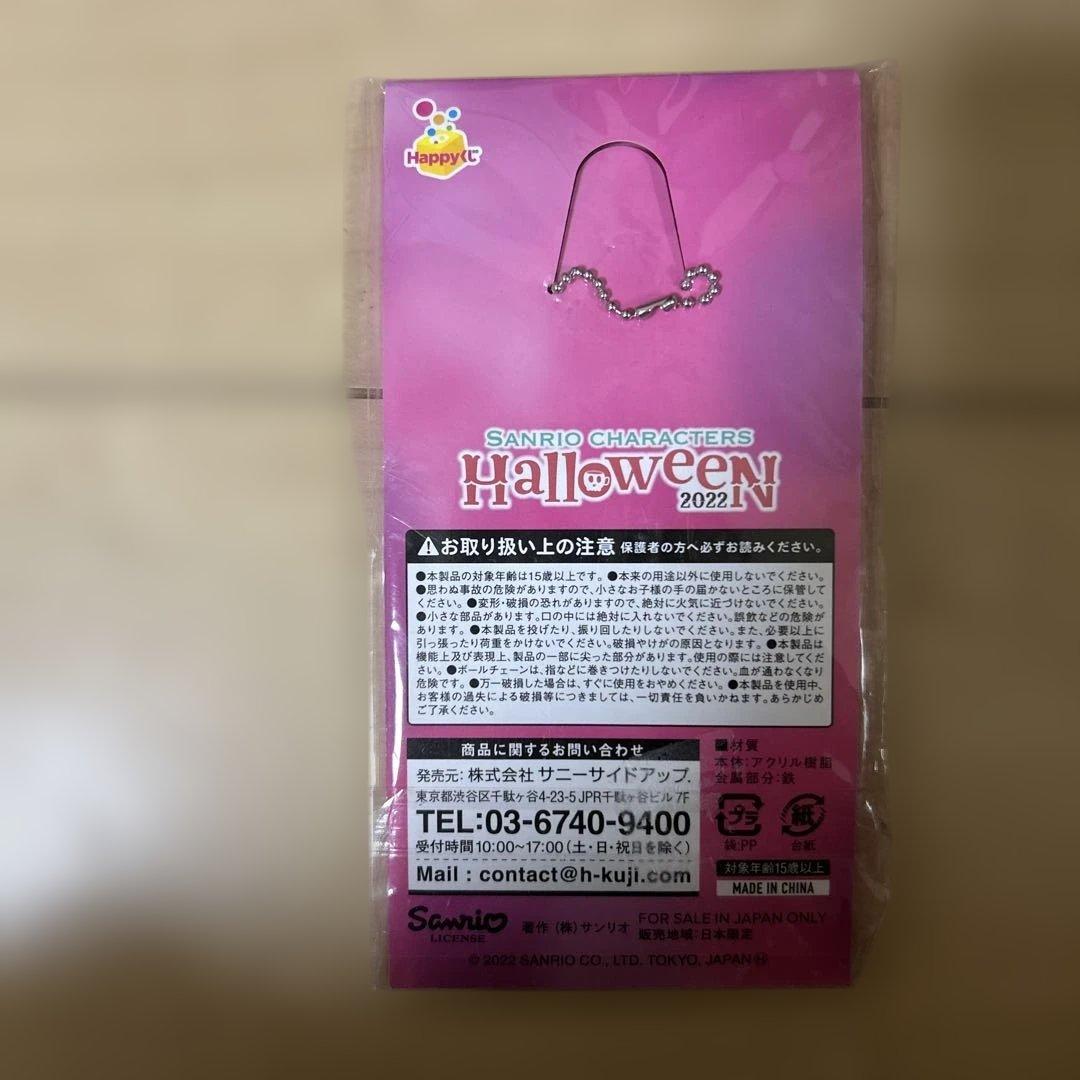 Happyくじ
SANRIO CHARACTERS
Halloween
2022
お取り扱い上の注意 保護者の方へ必ずお読みください。
●本製品の対象年齢は15歳以上です。●本来の用途以外に使用しないでください。
●思わぬ事故の危険がありますので、小さなお子様の手の届かないところに保管して
ください。●変形・破損の恐れがありますので、絶対に火気に近づけないでください。
●小さな部品があります。口の中には絶対に入れないでください。誤飲などの危険が
あります。●本製品を投げたり、振り回したりしないでください。また、必要以上に
引っ張ったり荷重をかけないでください。破損やけがの原因となります。●本製品は
機能上及び表現上、製品の一部に尖った部分があります。使用の際には注意してくだ
さい。●ボールチェーンは、指などに巻きつけたりしないでください。血が通わなくなり
危険です。●万一破損した場合は、すぐに使用をおやめください。●本製品を使用中、
お客様の過失による破損等につきましては、一切責任を負いかねます。あらかじめ
ご了承ください。
商品に関するお問い合わせ
発売元: 株式会社 サニーサイドアップ.
東京都渋谷区千駄ヶ谷4-23-5 JPR千駄ヶ谷ビル 7F
TEL:03-6740-9400
受付時間 10:00~17:00(土・日・祝日を除く)
Mail : contact@h-kuji.com
■材質
本体:アクリル樹脂
金属部分:鉄
プラ
袋:PP
紙
台紙
対象年齢15歳以上
MADE IN CHINA
Sanrio
LICENSE
著作 (株)サンリオ
FOR SALE IN JAPAN ONLY
販売地域:日本限定
© 2022 SANRIO CO., LTD. TOKYO, JAPAN Ⓗ